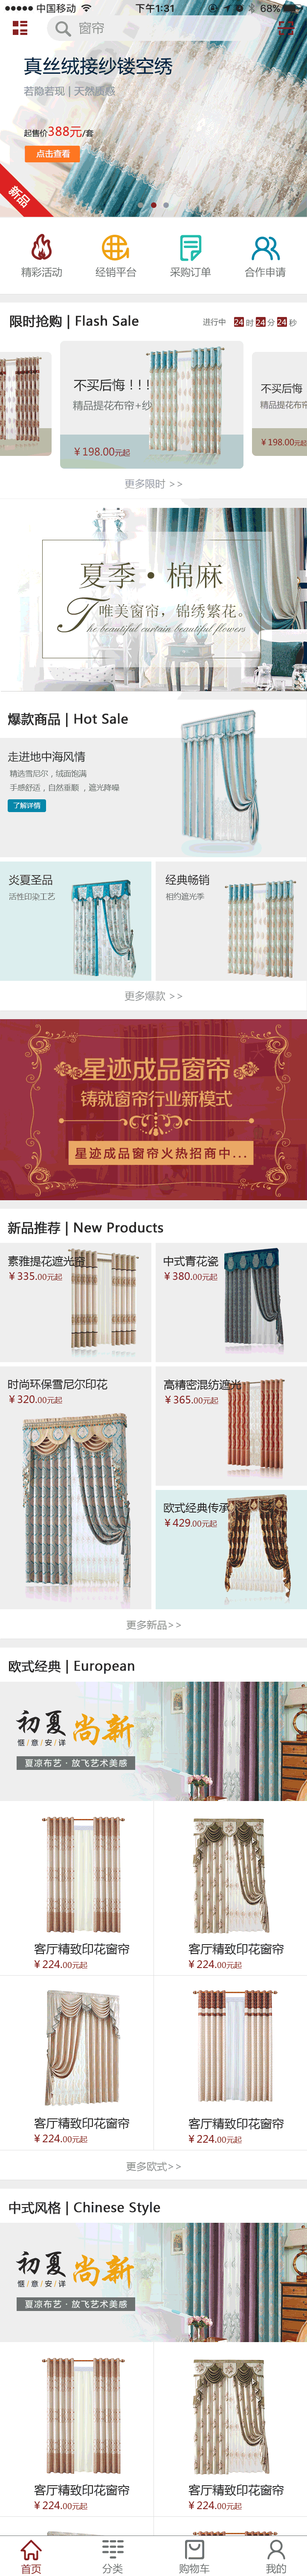 中国移动 下午1:31 68%
窗帘
真丝绒接纱镂空绣
若隐若现 | 天然质感
起售价388元/套
点击查看
新品
精彩活动 经销平台 采购订单 合作申请
限时抢购 | Flash Sale 进行中 24 时 24 分 24 秒
不买后悔！！！
精品提花布帘+纱
￥198.00元起
不买后悔
精品提花布帘
￥198.00元起
更多限时 >>
夏季•棉麻
唯美窗帘，锦绣繁花。
The beautiful curtain beautiful flowers
爆款商品 | Hot Sale
走进地中海风情
精选雪尼尔，绒面饱满
手感舒适，自然垂顺，遮光降噪
了解详情
炎夏圣品
活性印染工艺
经典畅销
相约遮光季
更多爆款 >>
星迹成品窗帘
铸就窗帘行业新模式
星迹成品窗帘火热招商中...
新品推荐 | New Products
素雅提花遮光帘
￥335.00元起
中式青花瓷
￥380.00元起
时尚环保雪尼尔印花
￥320.00元起
高精密混纺遮光
￥365.00元起
欧式经典传承
￥429.00元起
更多新品>>
欧式经典 | European
初夏尚新
惬 / 意 / 安 / 详
夏凉布艺 · 放飞艺术美感
客厅精致印花窗帘 客厅精致印花窗帘
￥224.00元起 ￥224.00元起
客厅精致印花窗帘 客厅精致印花窗帘
￥224.00元起 ￥224.00元起
更多欧式>>
中式风格 | Chinese Style
初夏尚新
惬 / 意 / 安 / 详
夏凉布艺 · 放飞艺术美感
客厅精致印花窗帘 客厅精致印花窗帘
￥224.00元起 ￥224.00元起
首页 分类 购物车 我的